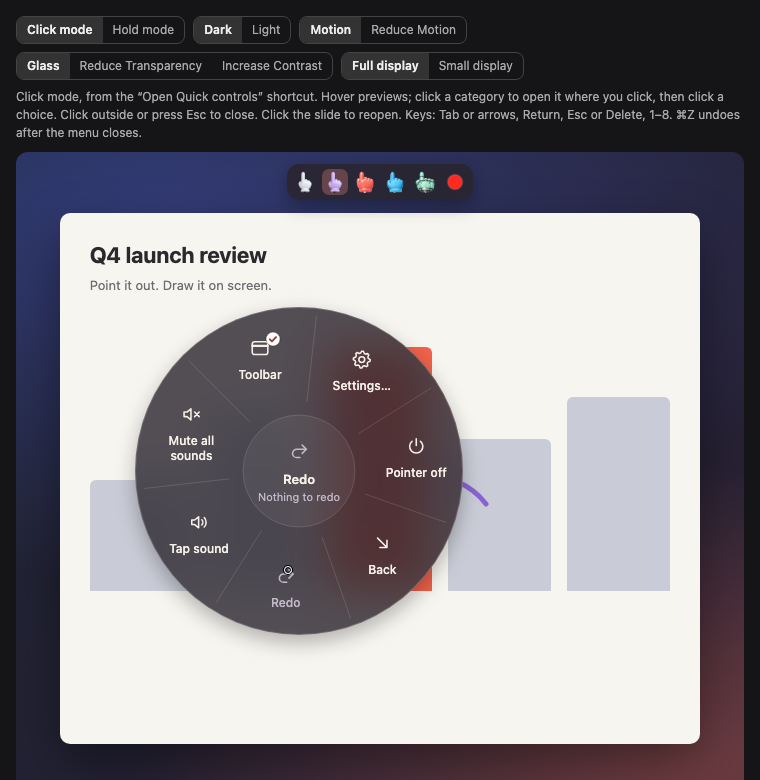 Click mode Hold mode Dark Light Motion Reduce Motion
Glass Reduce Transparency Increase Contrast Full display Small display
Click mode, from the “Open Quick controls” shortcut. Hover previews; click a category to open it where you click, then click a
choice. Click outside or press Esc to close. Click the slide to reopen. Keys: Tab or arrows, Return, Esc or Delete, 1–8. ⌘Z undoes
after the menu closes.
Q4 launch review
Point it out. Draw it on screen.
Toolbar
Settings…
Mute all
sounds
Pointer off
Redo
Nothing to redo
Tap sound
Back
Redo